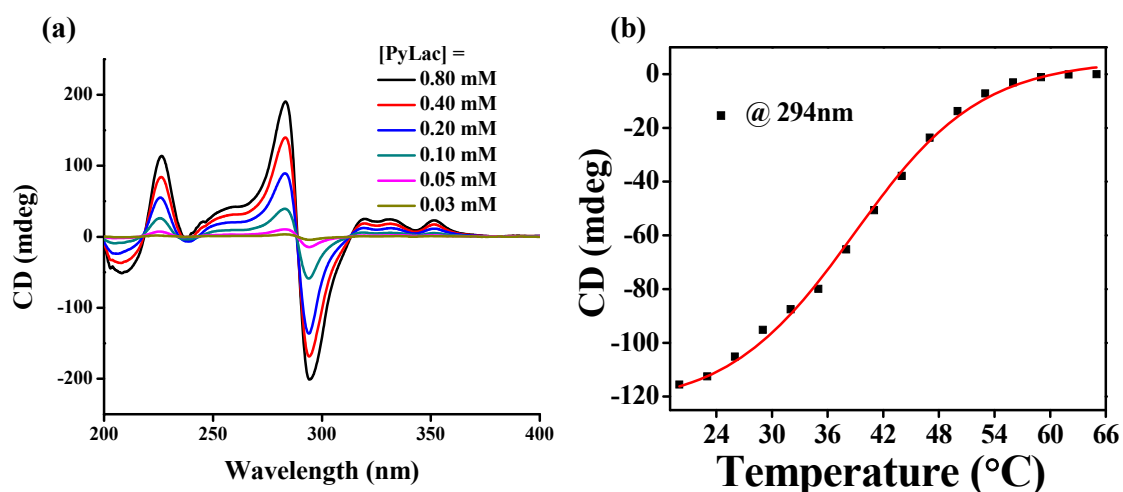 (a)
[PyLac] =
0.80 mM
0.40 mM
0.20 mM
0.10 mM
0.05 mM
0.03 mM
200
100
0
-100
-200
CD (mdeg)
200
250
300
350
400
Wavelength (nm)
(b)
@ 294nm
0
-20
-40
-60
-80
-100
-120
CD (mdeg)
24
30
36
42
48
54
60
66
Temperature (°C)